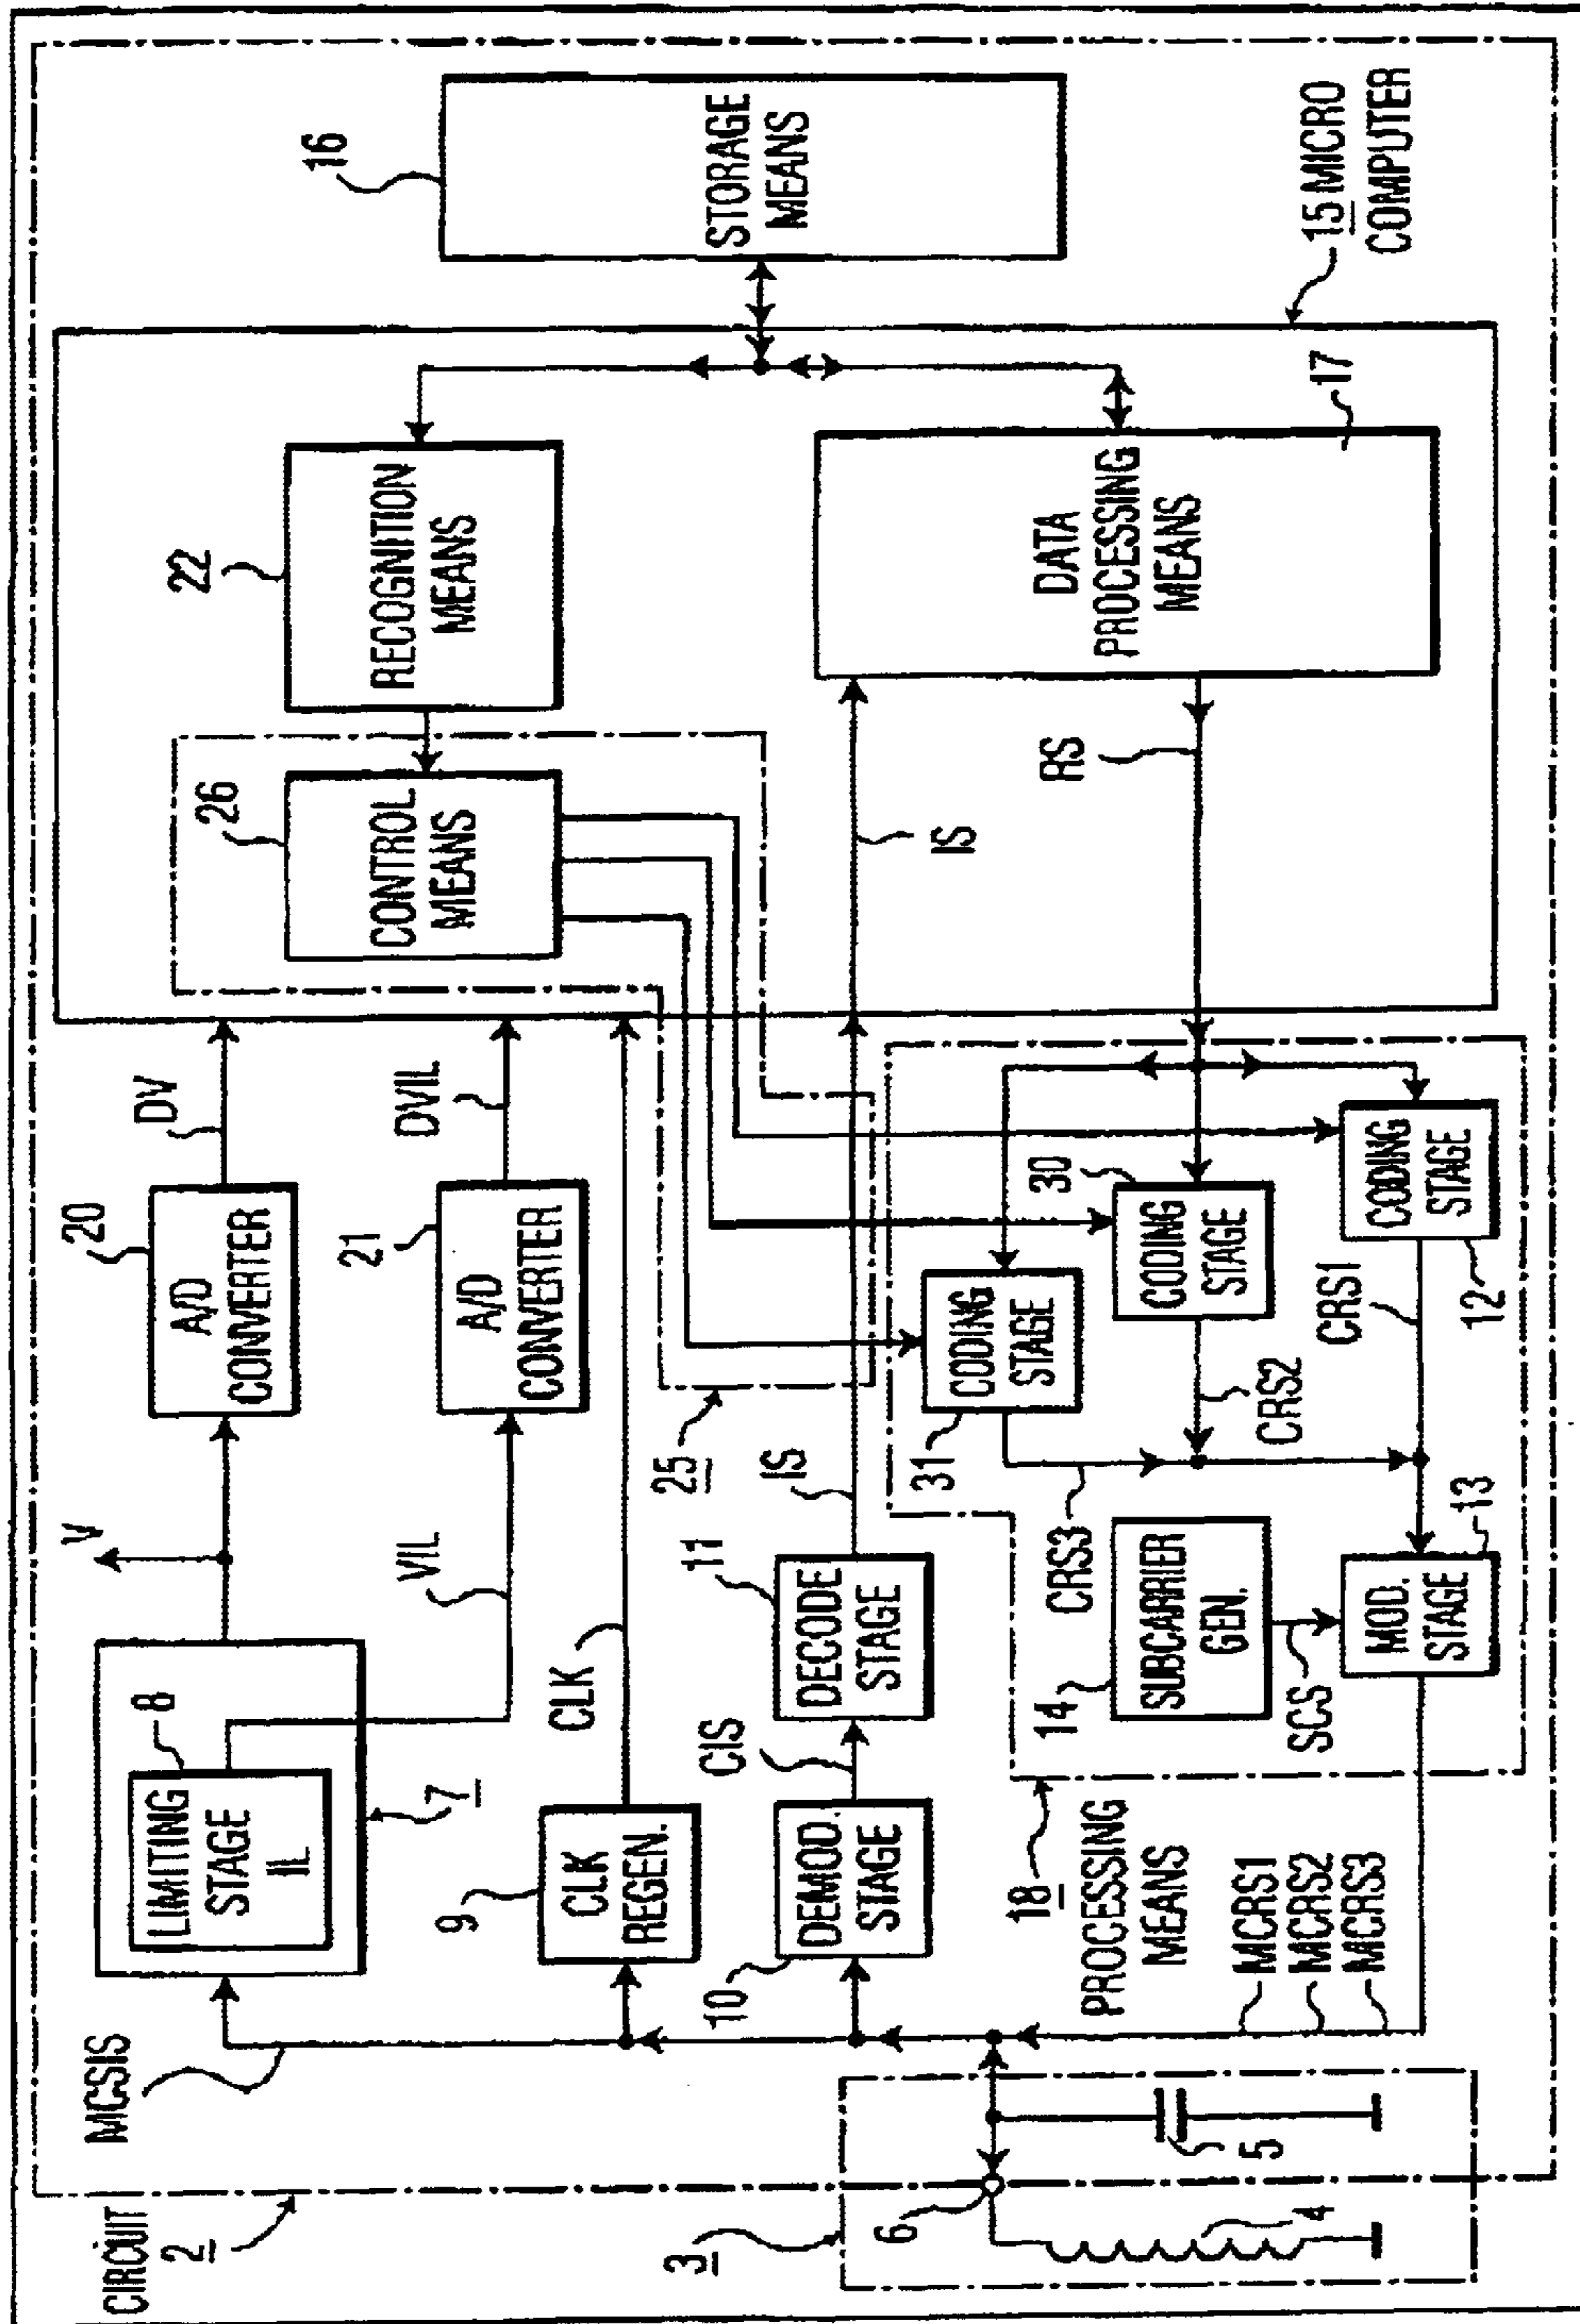 CIRCUIT
2
MCSIS
LIMITING
STAGE
IL
8
7
V
VIL
20
A/D
CONVERTER
DV
21
A/D
CONVERTER
DVIL
9
CLK
REGEN.
CLK
10
DEMOD.
STAGE
CIS
11
DECODE
STAGE
IS
25
26
CONTROL
MEANS
22
RECOGNITION
MEANS
16
STORAGE
MEANS
15 MICRO
COMPUTER
IS
RS
DATA
PROCESSING
MEANS
17
3
6
4
5
18
PROCESSING
MEANS
MCRS1
MCRS2
MCRS3
14
SUBCARRIER
GEN.
SCS
MOD.
STAGE
13
CRS3
31
CODING
STAGE
CRS2
30
CODING
STAGE
CRS1
12
CODING
STAGE